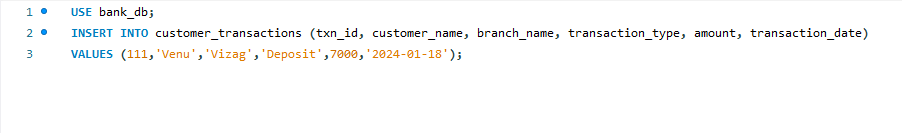 1 USE bank_db;
2 INSERT INTO customer_transactions (txn_id, customer_name, branch_name, transaction_type, amount, transaction_date)
3 VALUES (111,'Venu','Vizag','Deposit',7000,'2024-01-18');